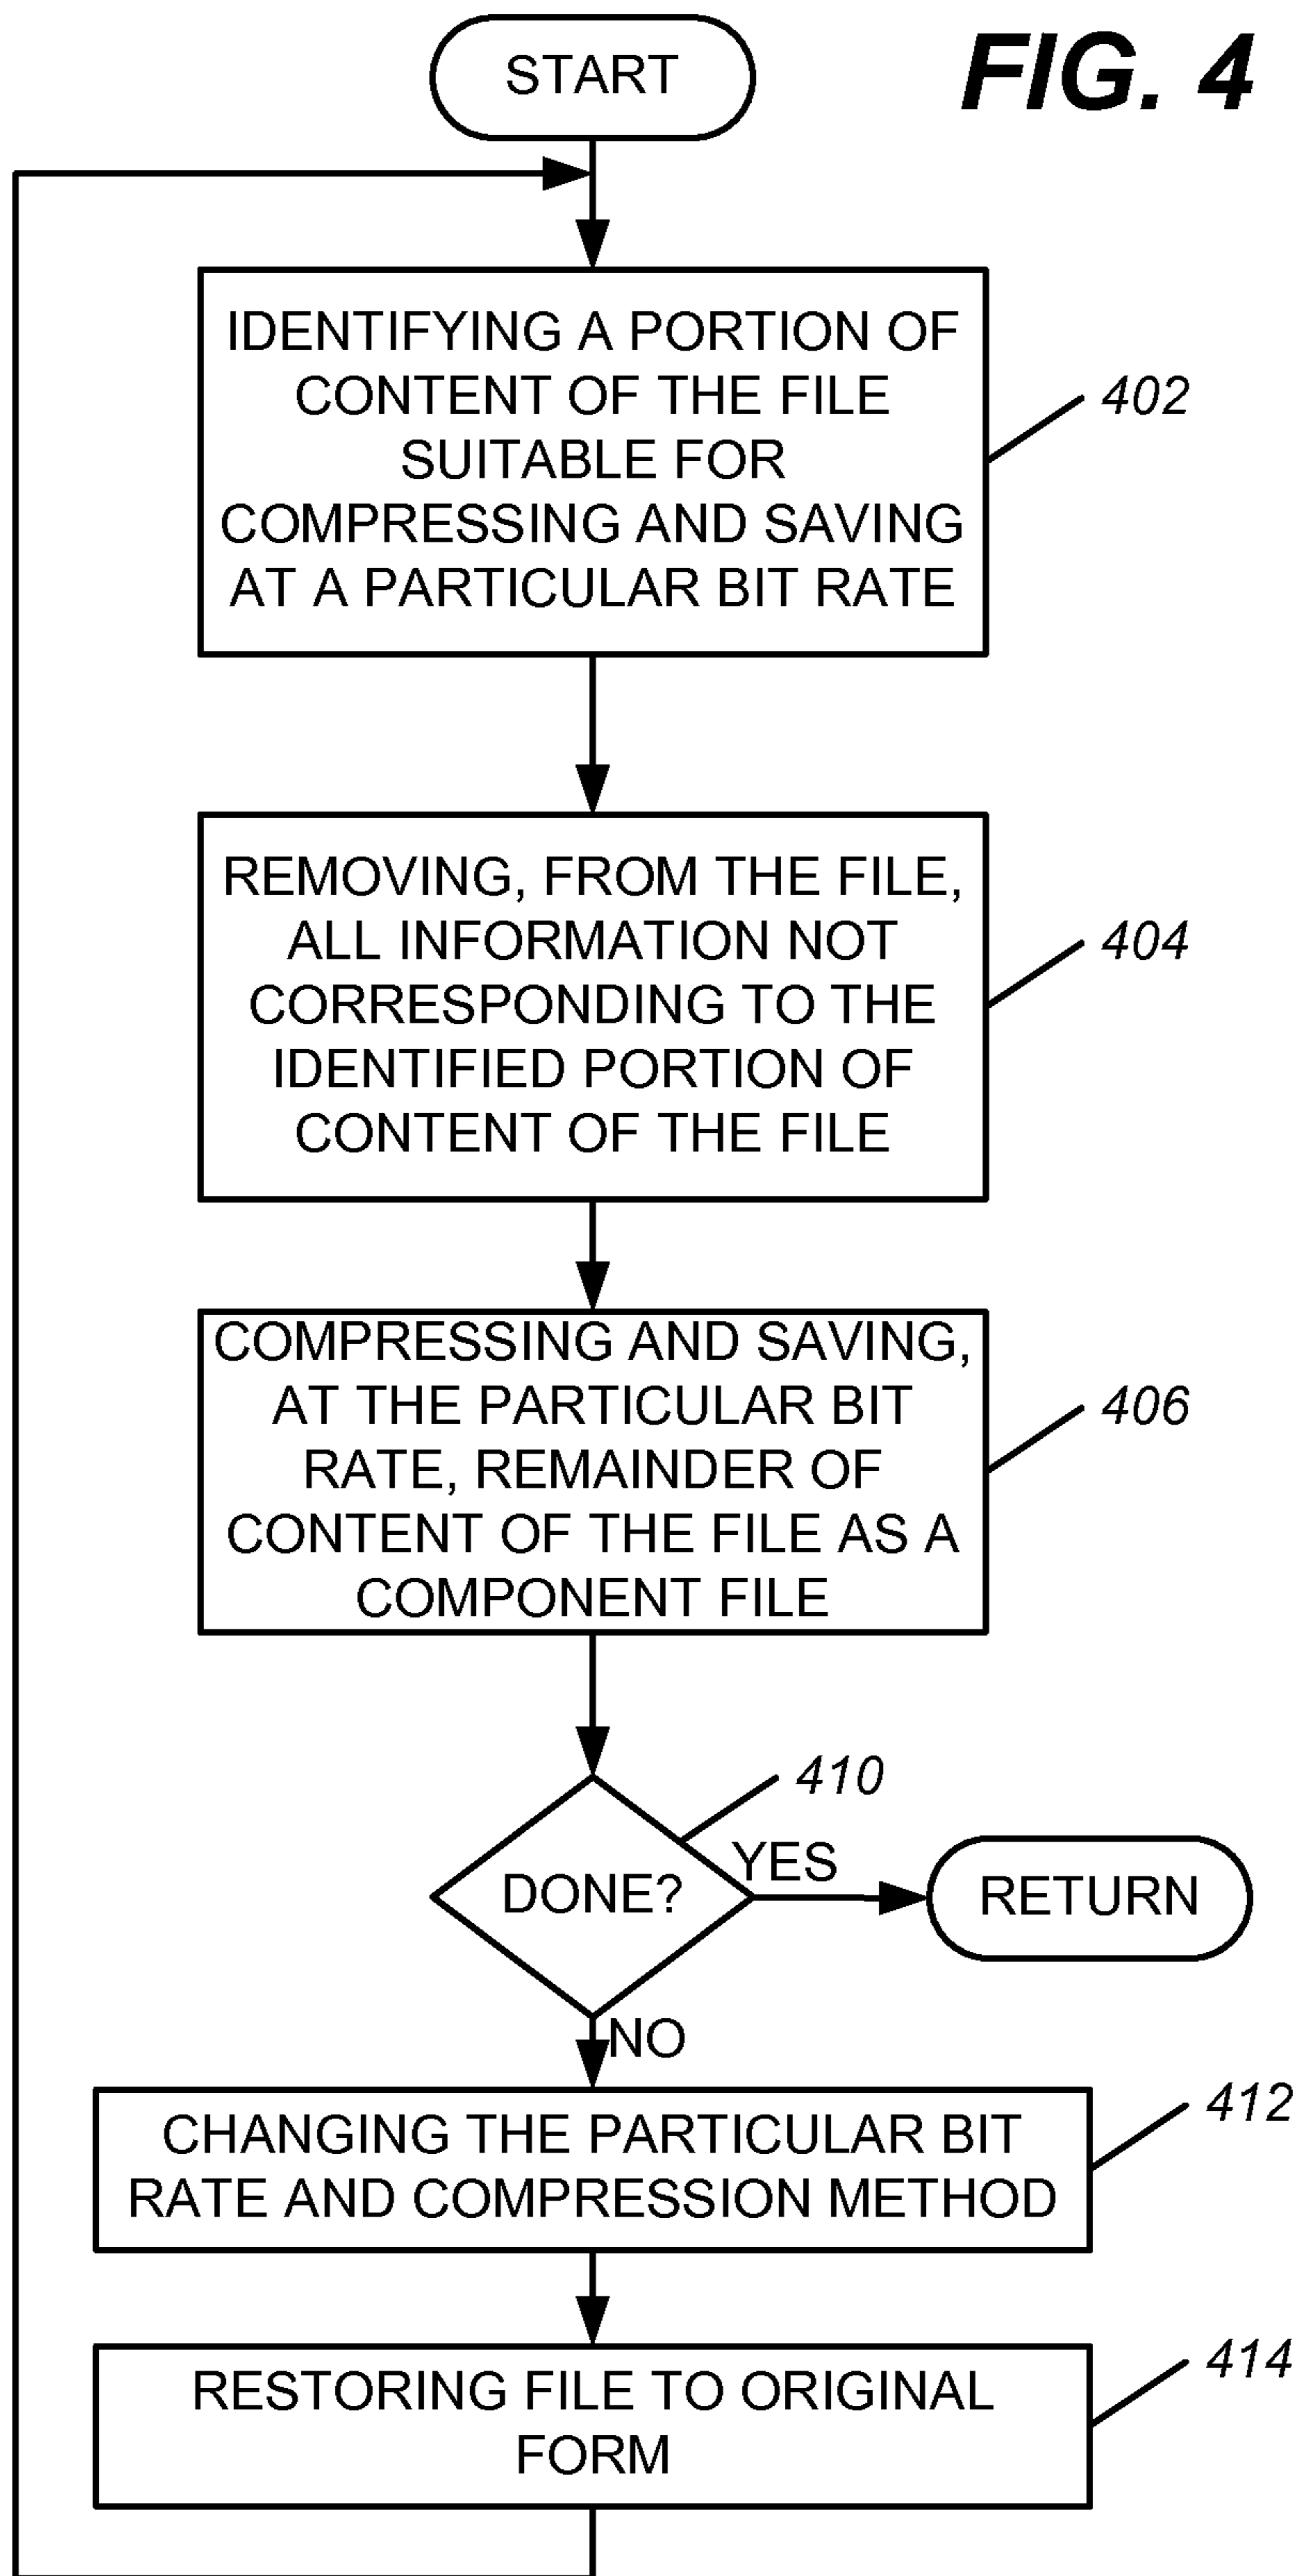 START
FIG. 4
IDENTIFYING A PORTION OF
CONTENT OF THE FILE
SUITABLE FOR
COMPRESSING AND SAVING
AT A PARTICULAR BIT RATE
402
REMOVING, FROM THE FILE,
ALL INFORMATION NOT
CORRESPONDING TO THE
IDENTIFIED PORTION OF
CONTENT OF THE FILE
404
COMPRESSING AND SAVING,
AT THE PARTICULAR BIT
RATE, REMAINDER OF
CONTENT OF THE FILE AS A
COMPONENT FILE
406
410
DONE?
YES
RETURN
NO
CHANGING THE PARTICULAR BIT
RATE AND COMPRESSION METHOD
412
RESTORING FILE TO ORIGINAL
FORM
414